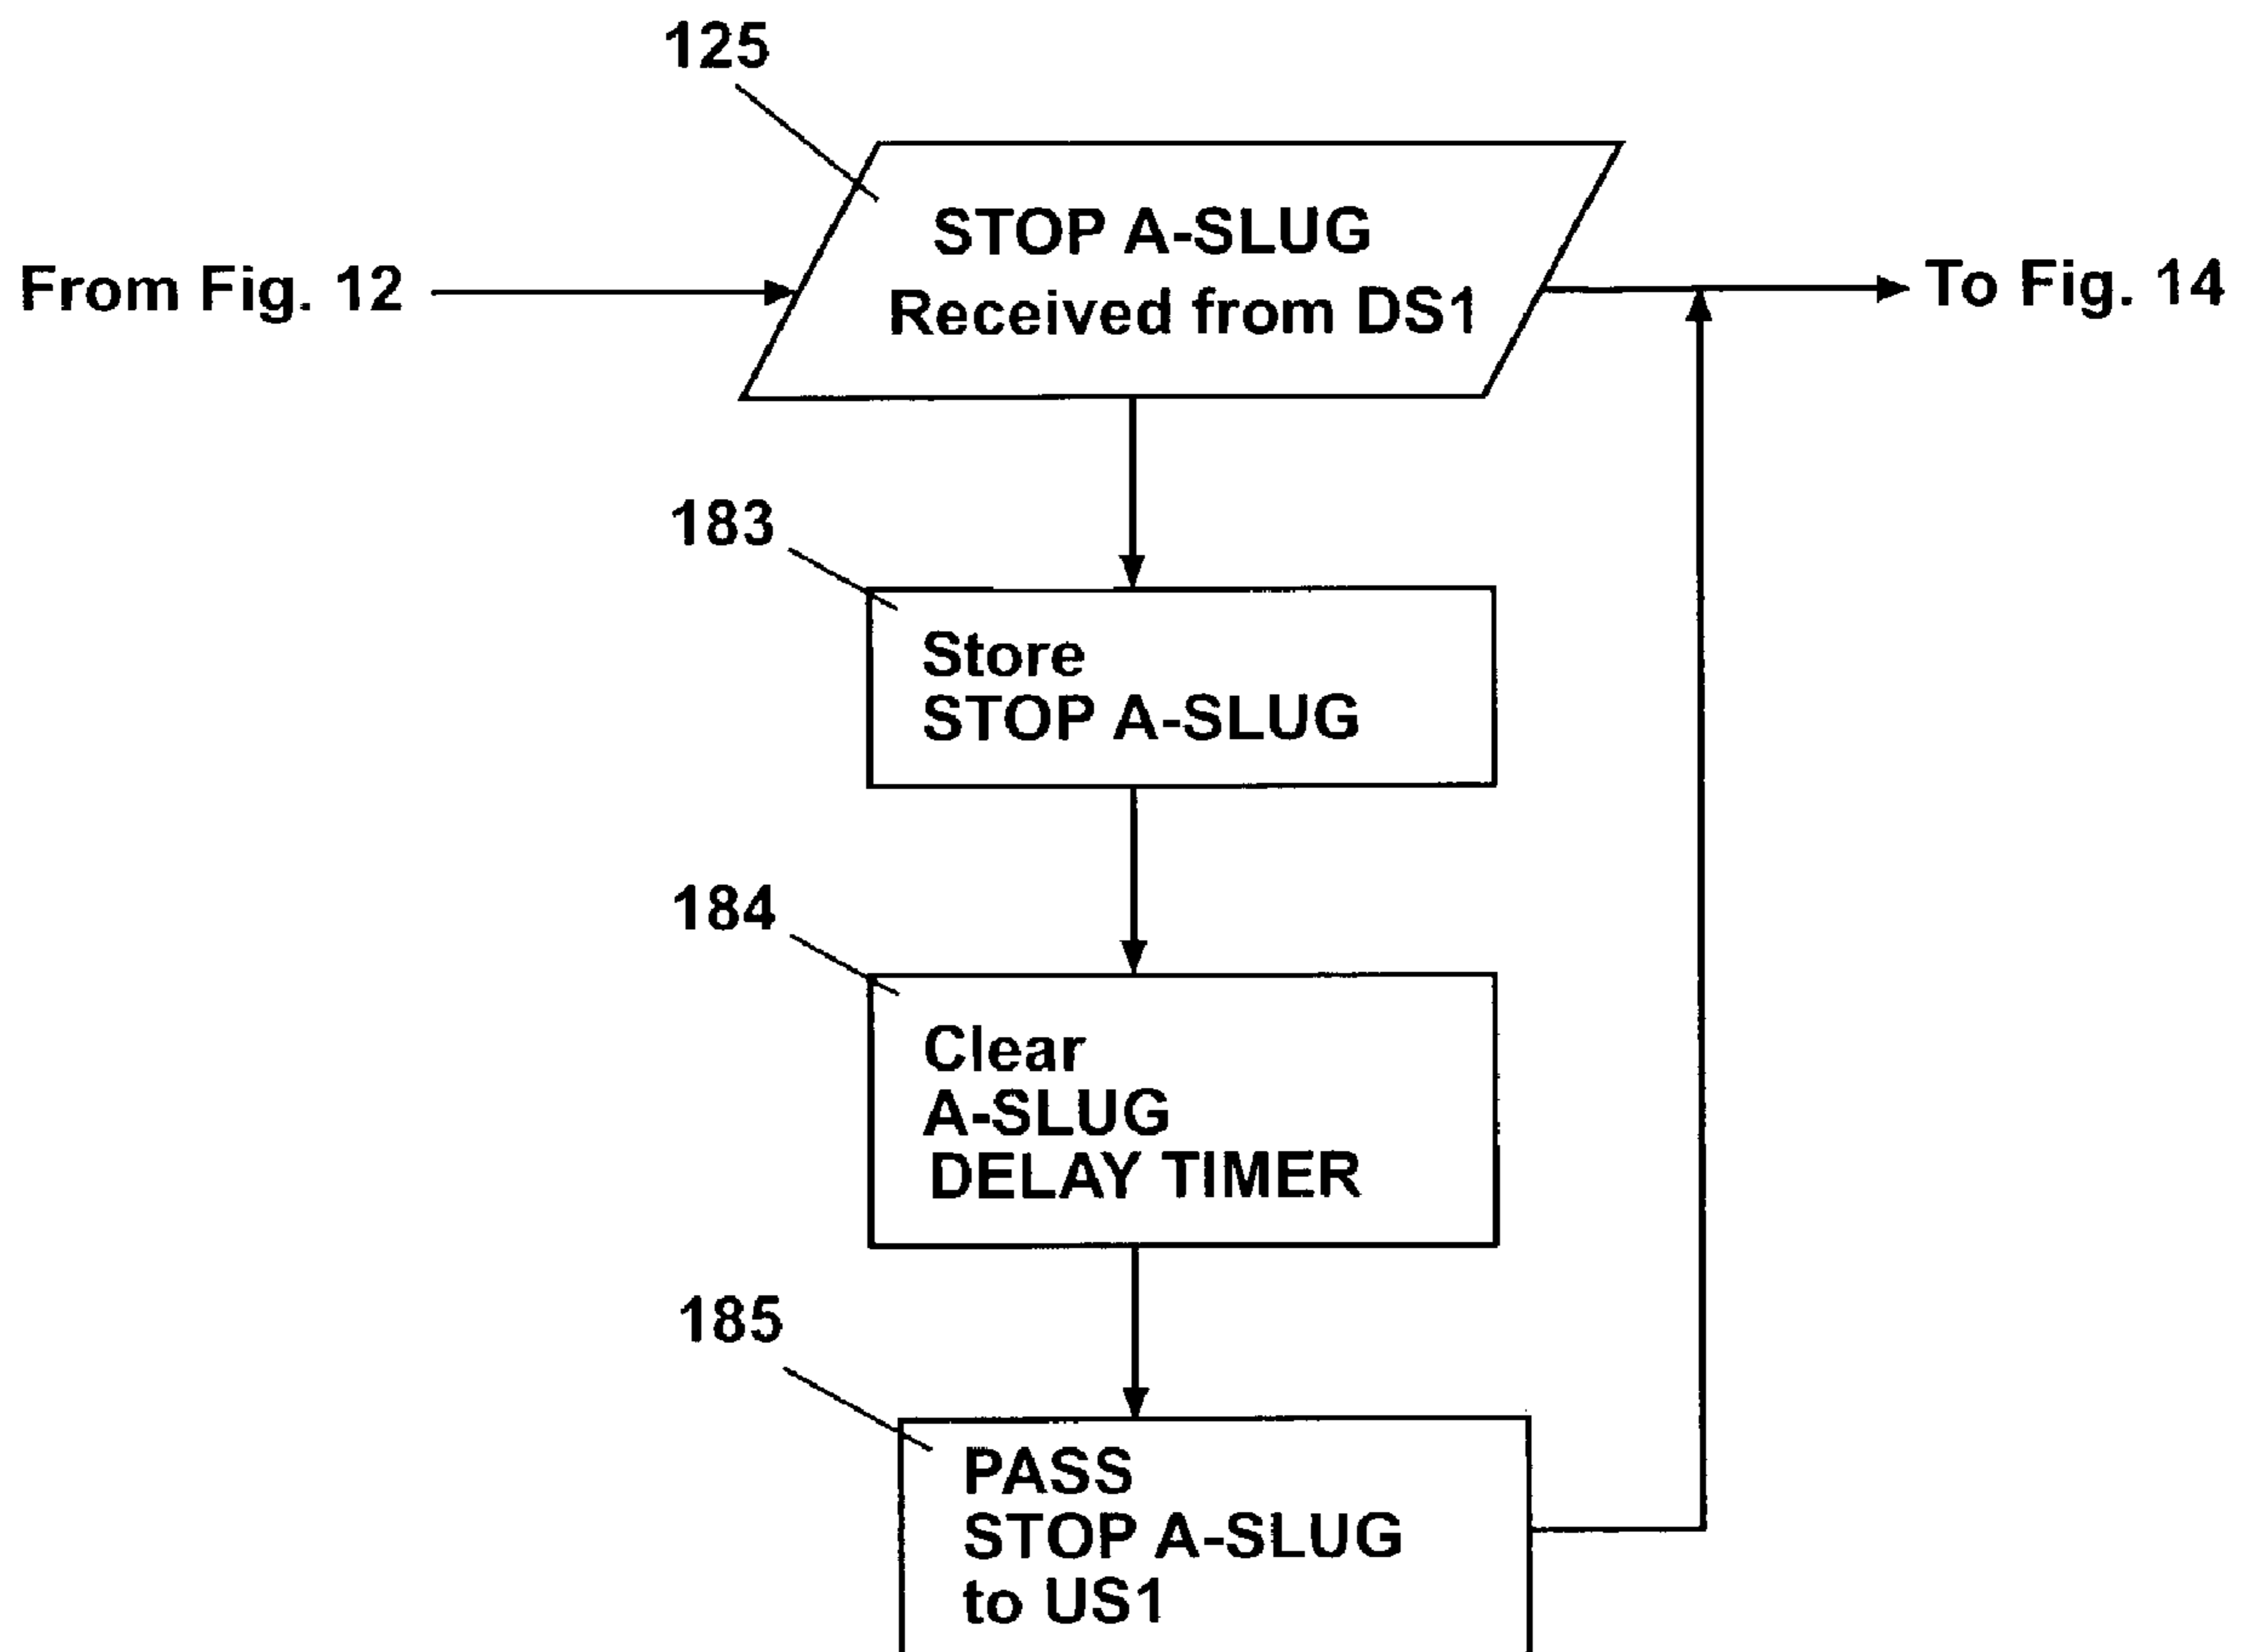 125
STOP A-SLUG
Received from DS1
From Fig. 12
To Fig. 14
183
Store
STOP A-SLUG
184
Clear
A-SLUG
DELAY TIMER
185
PASS
STOP A-SLUG
to US1